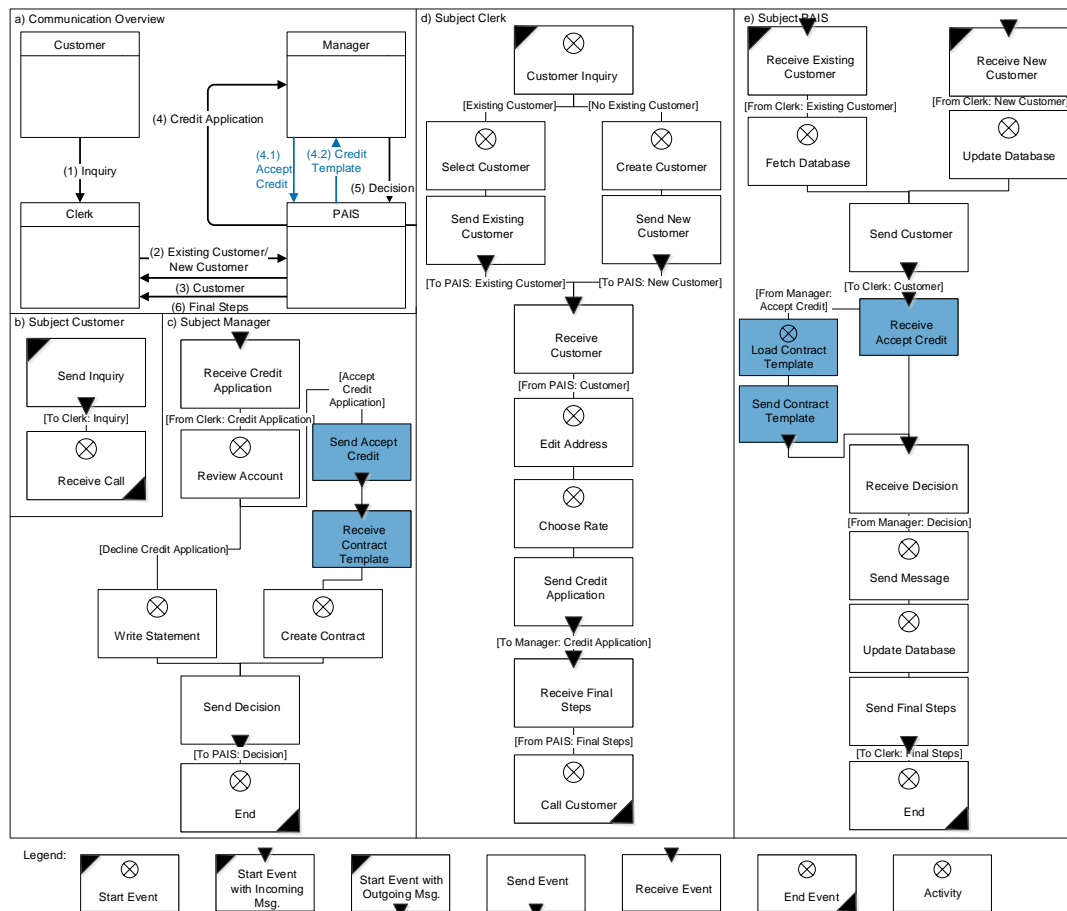 a) Communication Overview
Customer
Manager
(4) Credit Application
(4.1)
Accept
Credit
(4.2) Credit
Template
(1) Inquiry
(5) Decision
Clerk
PAIS
(2) Existing Customer/
New Customer
(3) Customer
(6) Final Steps
b) Subject Customer
Send Inquiry
[To Clerk: Inquiry]
Receive Call
c) Subject Manager
Receive Credit
Application
[From Clerk: Credit Application]
Review Account
[Accept
Credit
Application]
Send Accept
Credit
Receive
Contract
Template
[Decline Credit Application]
Write Statement
Create Contract
Send Decision
[To PAIS: Decision]
End
d) Subject Clerk
Customer Inquiry
[Existing Customer]
[No Existing Customer]
Select Customer
Create Customer
Send Existing
Customer
Send New
Customer
[To PAIS: Existing Customer]
[To PAIS: New Customer]
Receive
Customer
[From PAIS: Customer]
Edit Address
Choose Rate
Send Credit
Application
[To Manager: Credit Application]
Receive Final
Steps
[From PAIS: Final Steps]
Call Customer
e) Subject PAIS
Receive Existing
Customer
Receive New
Customer
[From Clerk: Existing Customer]
[From Clerk: New Customer]
Fetch Database
Update Database
Send Customer
[To Clerk: Customer]
[From Manager:
Accept Credit]
Receive
Accept Credit
Load Contract
Template
Send Contract
Template
Receive Decision
[From Manager: Decision]
Send Message
Update Database
Send Final Steps
[To Clerk: Final Steps]
End
Legend:
Start Event
Start Event
with Incoming
Msg.
Start Event with
Outgoing Msg.
Send Event
Receive Event
End Event
Activity